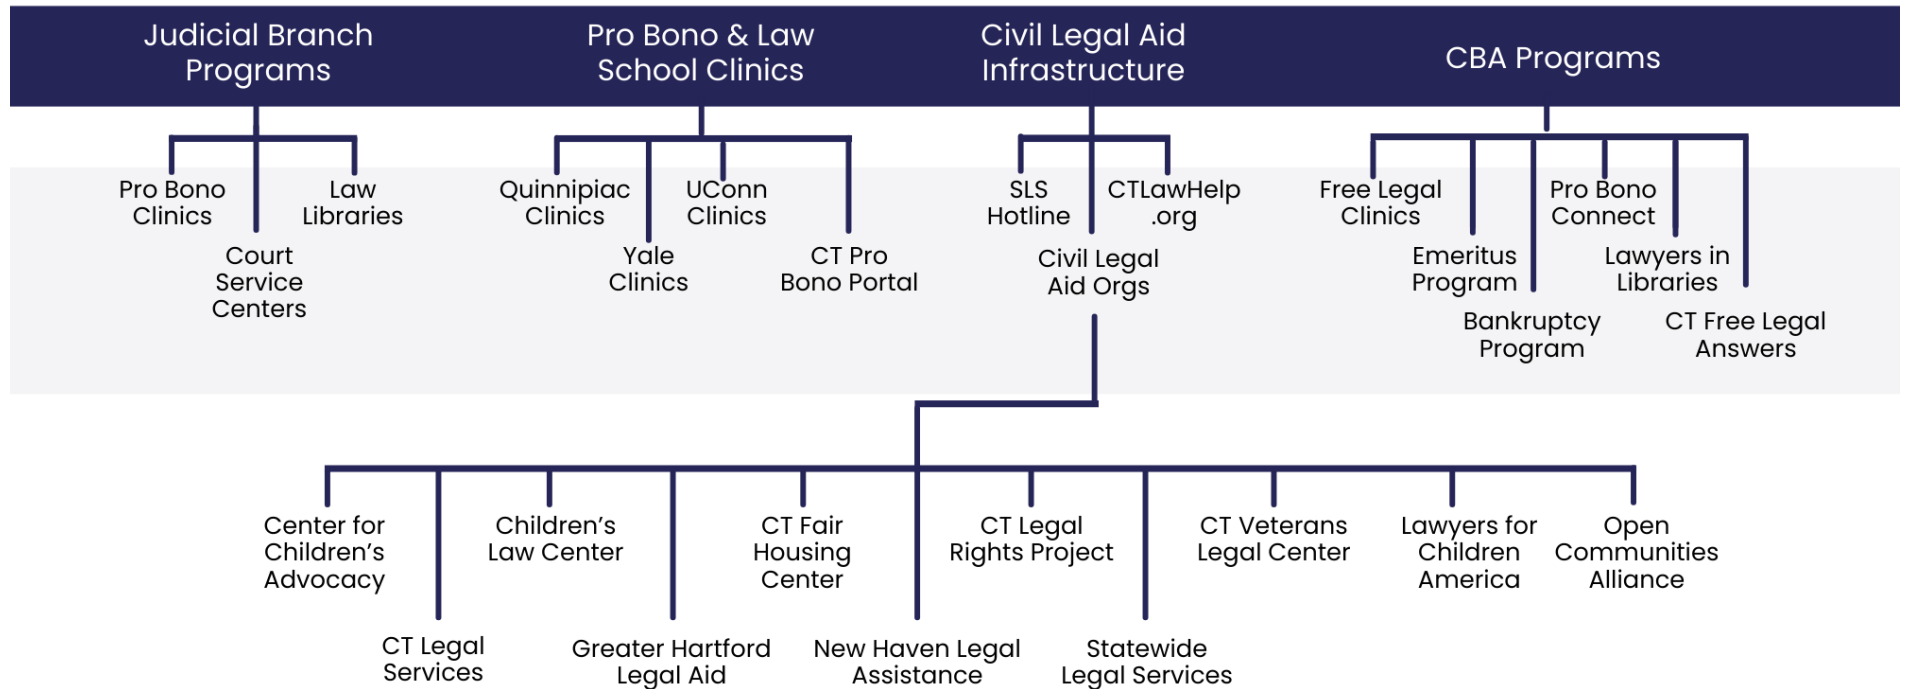 Judicial Branch
Programs
Pro Bono & Law
School Clinics
Civil Legal Aid
Infrastructure
CBA Programs
Pro Bono
Clinics
Court
Service
Centers
Law
Libraries
Quinnipiac
Clinics
Yale
Clinics
UConn
Clinics
CT Pro
Bono Portal
SLS
Hotline
Civil Legal
Aid Orgs
CTLawHelp
.org
Free Legal
Clinics
Emeritus
Program
Bankruptcy
Program
Pro Bono
Connect
Lawyers in
Libraries
CT Free Legal
Answers
Center for
Children’s
Advocacy
CT Legal
Services
Children’s
Law Center
Greater Hartford
Legal Aid
CT Fair
Housing
Center
New Haven Legal
Assistance
CT Legal
Rights Project
Statewide
Legal Services
CT Veterans
Legal Center
Lawyers for
Children
America
Open
Communities
Alliance